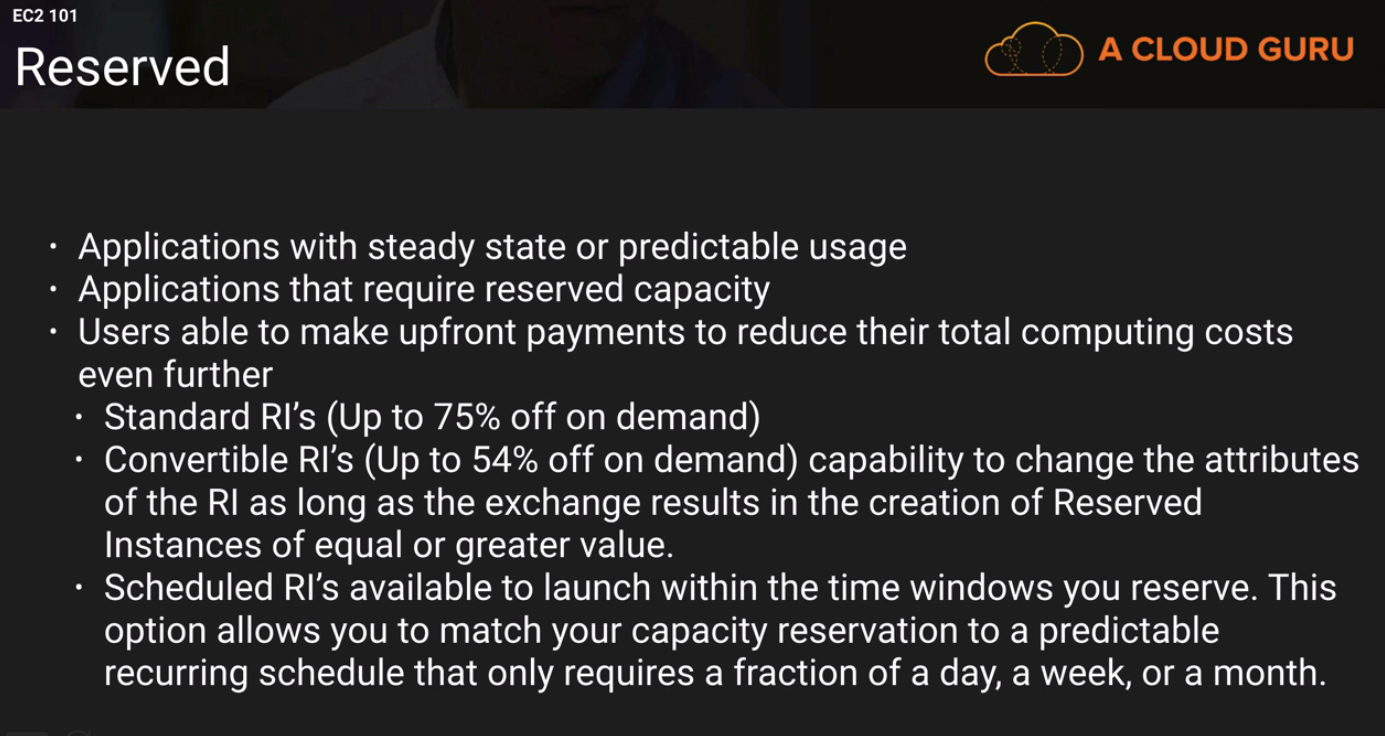 EC2 101
Reserved
A CLOUD GURU
· Applications with steady state or predictable usage
· Applications that require reserved capacity
· Users able to make upfront payments to reduce their total computing costs
even further
· Standard RI’s (Up to 75% off on demand)
· Convertible RI’s (Up to 54% off on demand) capability to change the attributes
of the RI as long as the exchange results in the creation of Reserved
Instances of equal or greater value.
· Scheduled RI’s available to launch within the time windows you reserve. This
option allows you to match your capacity reservation to a predictable
recurring schedule that only requires a fraction of a day, a week, or a month.